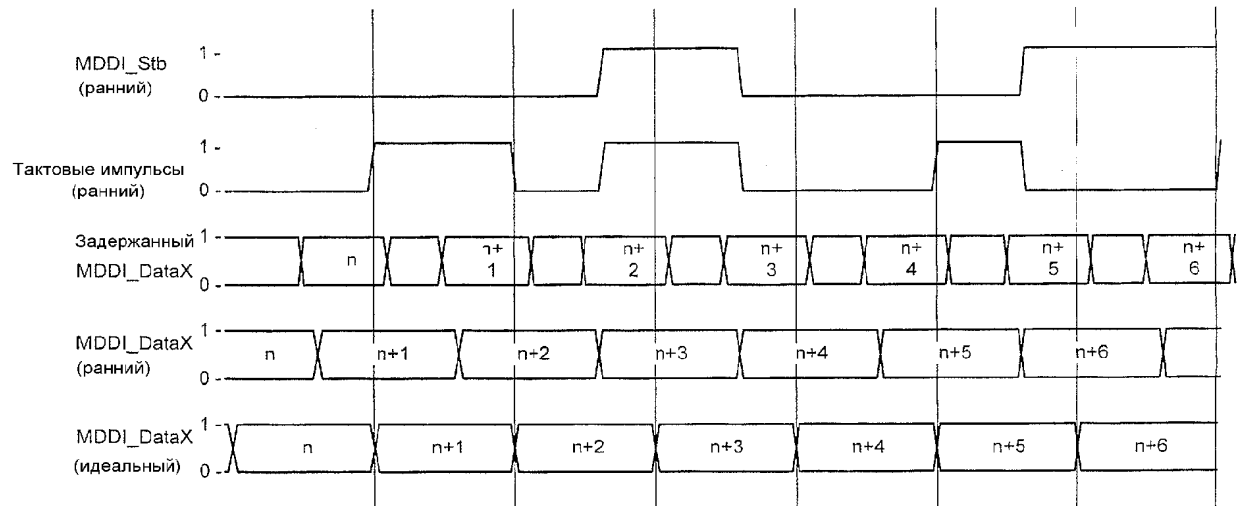 MDDI_Stb
(ранний)
1 -
0 -
Тактовые импульсы
(ранний)
1 -
0 -
Задержанный
MDDI_DataX
1 -
0 -
n
n+
1
n+
2
n+
3
n+
4
n+
5
n+
6
MDDI_DataX
(ранний)
1 -
0 -
n
n+1
n+2
n+3
n+4
n+5
n+6
MDDI_DataX
(идеальный)
1 -
0 -
n
n+1
n+2
n+3
n+4
n+5
n+6